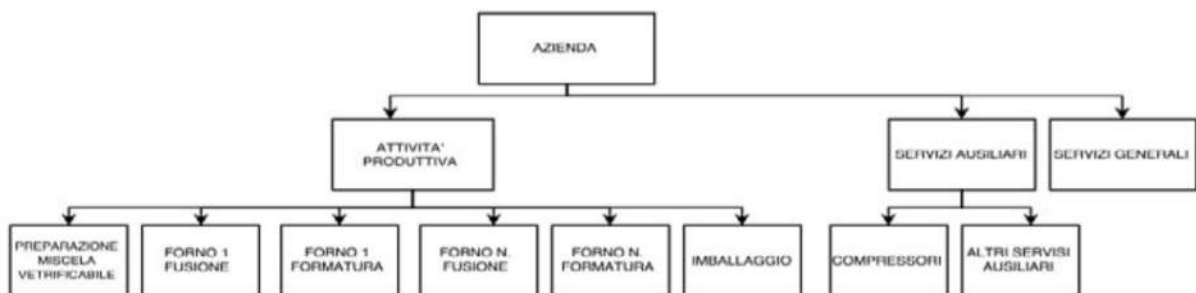 AZIENDA
ATTIVITA'
PRODUTTIVA
SERVIZI AUSILIARI
SERVIZI GENERALI
PREPARAZIONE
MISCELA
VETRIFICABILE
FORNO 1
FUSIONE
FORNO 1
FORMATURA
FORNO N.
FUSIONE
FORNO N.
FORMATURA
IMBALLAGGIO
COMPRESSORI
ALTRI SERVISI
AUSILIARI